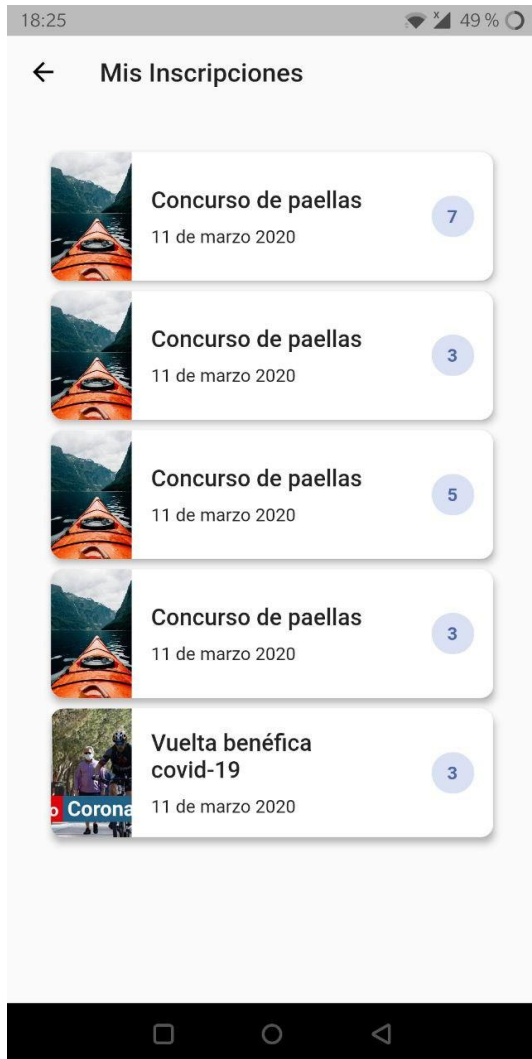 18:25
x 49 %
Mis Inscripciones
Concurso de paellas
7
11 de marzo 2020
Concurso de paellas
3
11 de marzo 2020
Concurso de paellas
5
11 de marzo 2020
Concurso de paellas
3
11 de marzo 2020
Vuelta benéfica
covid-19
3
11 de marzo 2020
Corona